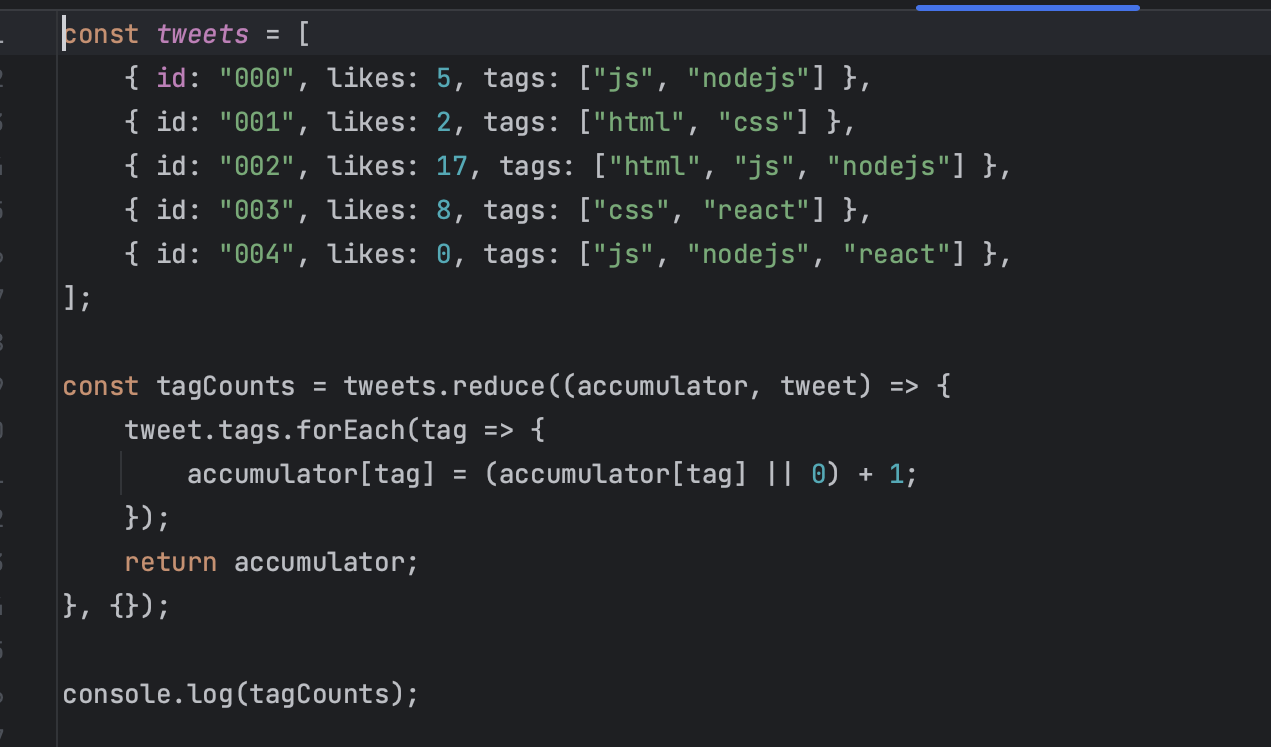 const tweets = [
    { id: "000", likes: 5, tags: ["js", "nodejs"] },
    { id: "001", likes: 2, tags: ["html", "css"] },
    { id: "002", likes: 17, tags: ["html", "js", "nodejs"] },
    { id: "003", likes: 8, tags: ["css", "react"] },
    { id: "004", likes: 0, tags: ["js", "nodejs", "react"] },
];

const tagCounts = tweets.reduce((accumulator, tweet) => {
    tweet.tags.forEach(tag => {
        accumulator[tag] = (accumulator[tag] || 0) + 1;
    });
    return accumulator;
}, {});

console.log(tagCounts);